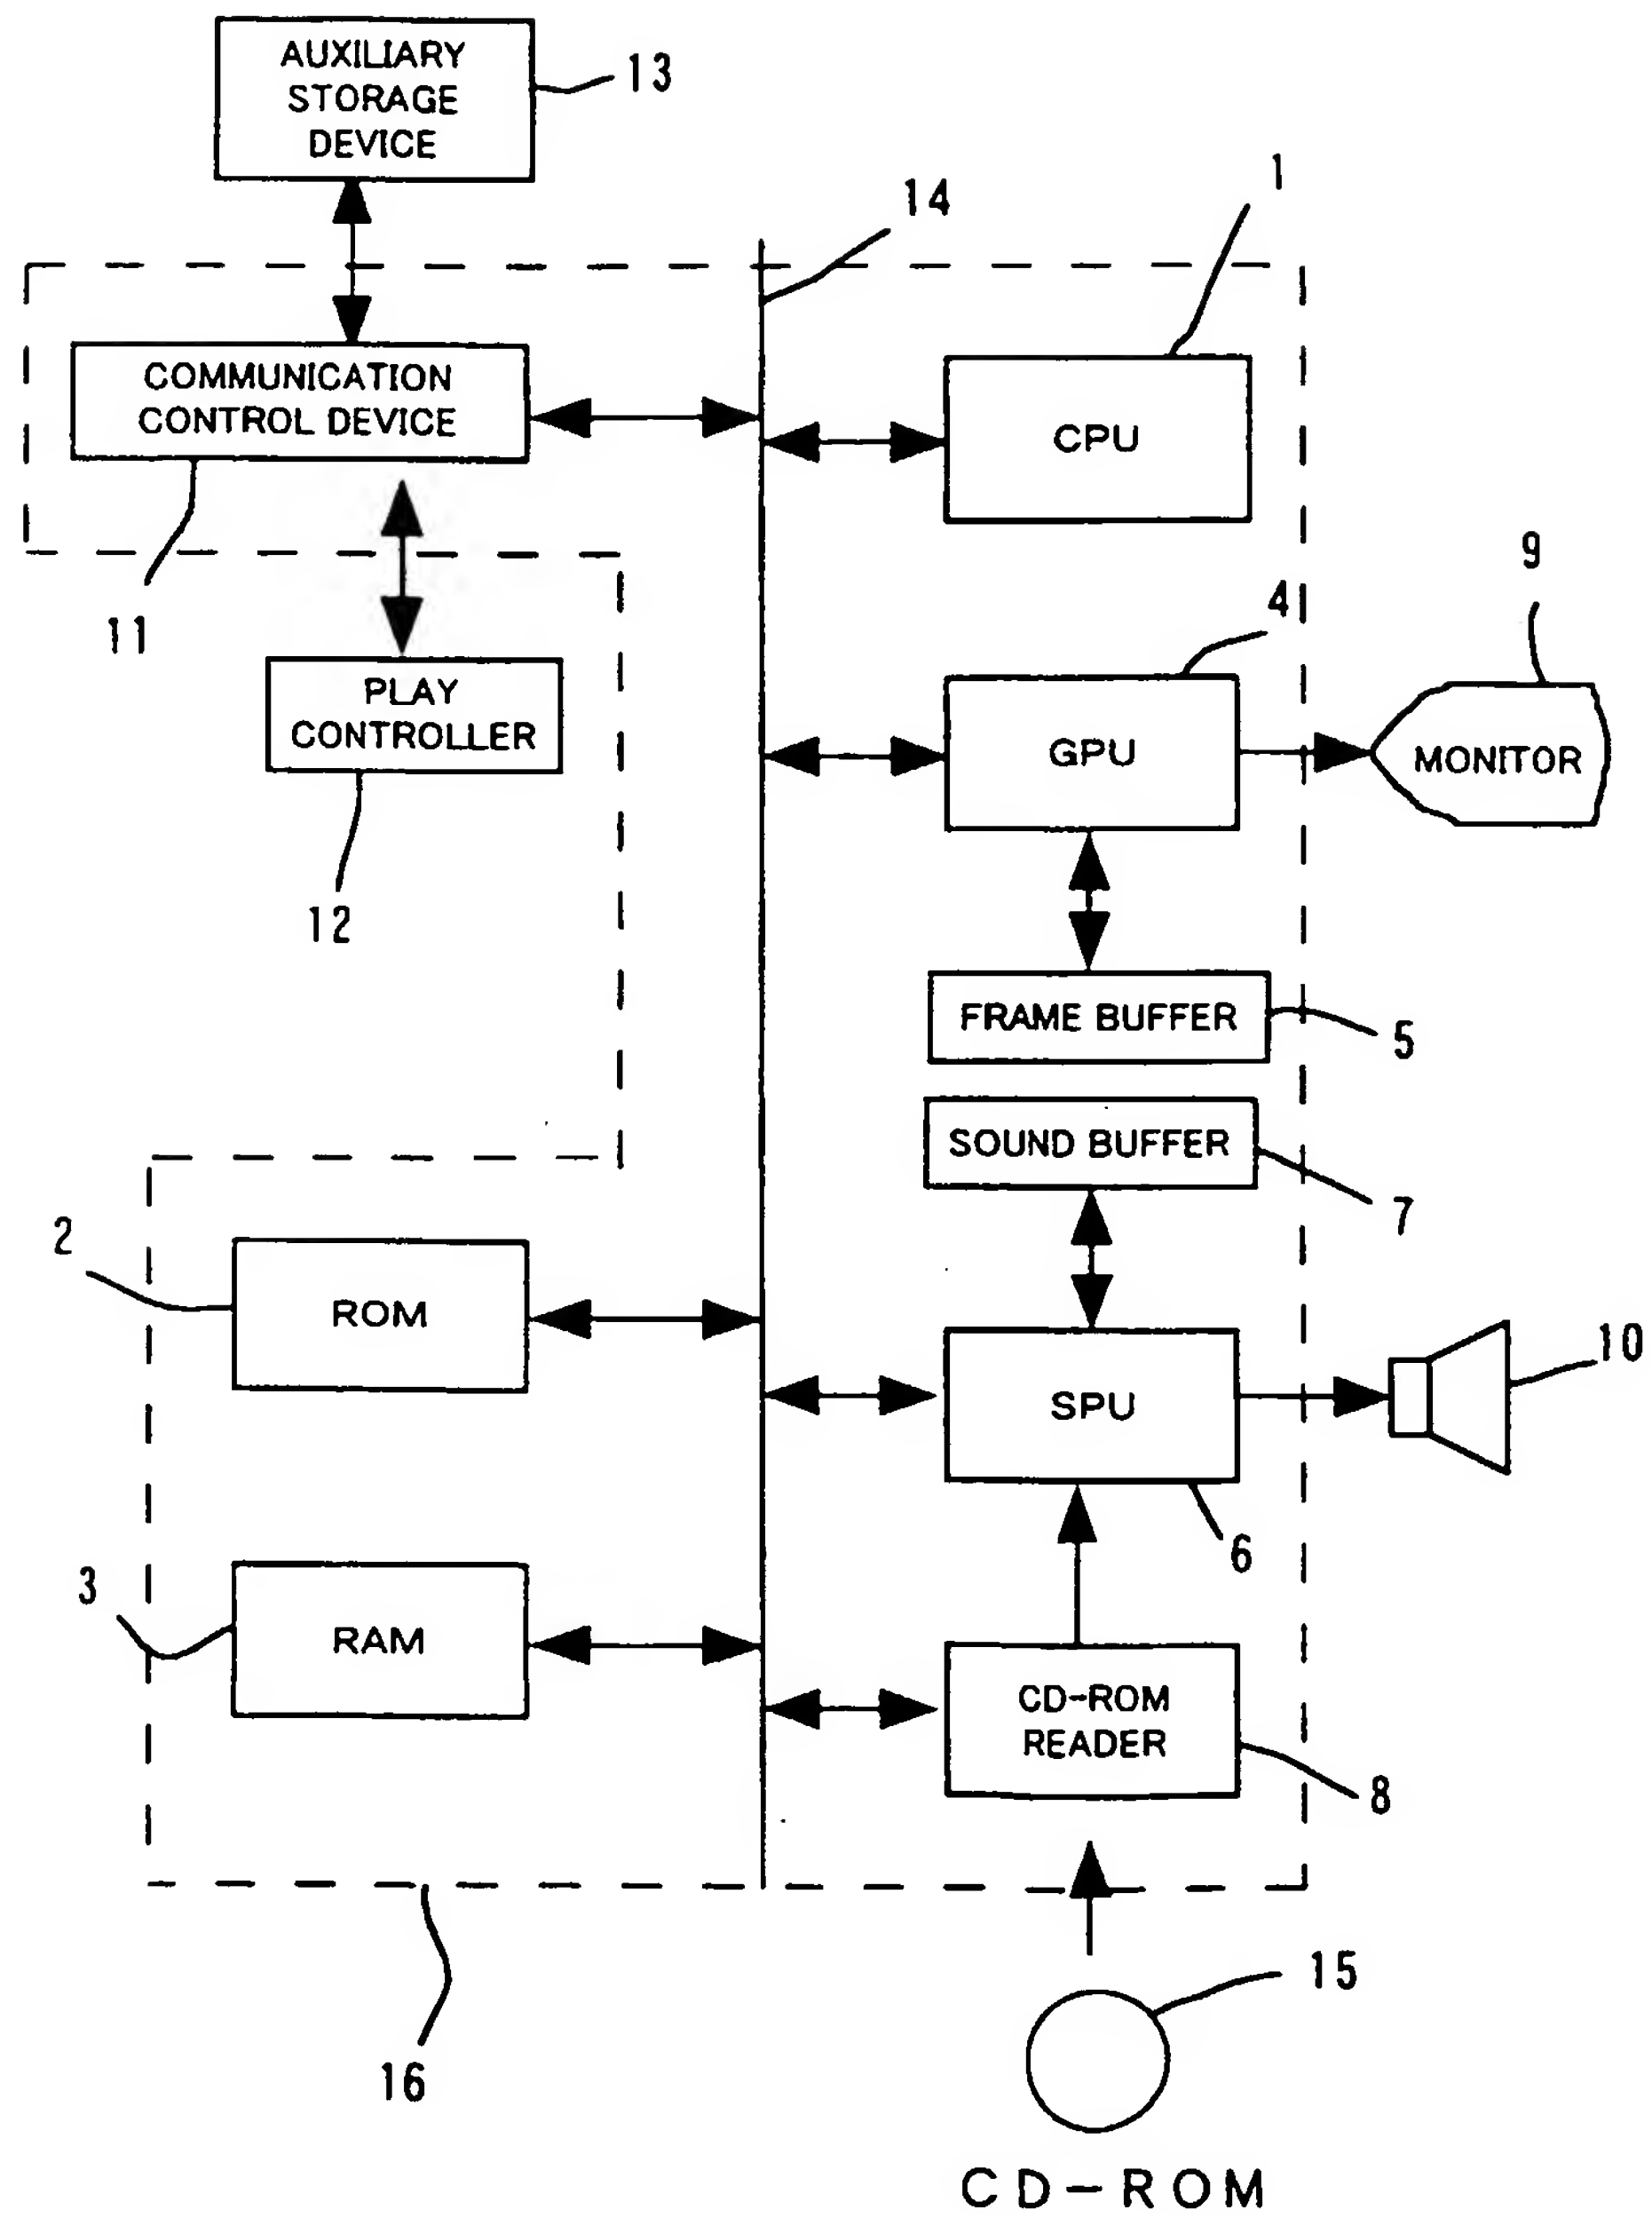 AUXILIARY
STORAGE
DEVICE
13
14
1
COMMUNICATION
CONTROL DEVICE
CPU
11
9
4
PLAY
CONTROLLER
GPU
MONITOR
12
FRAME BUFFER
5
SOUND BUFFER
7
2
ROM
SPU
10
6
3
RAM
CD-ROM
READER
8
15
16
CD-ROM